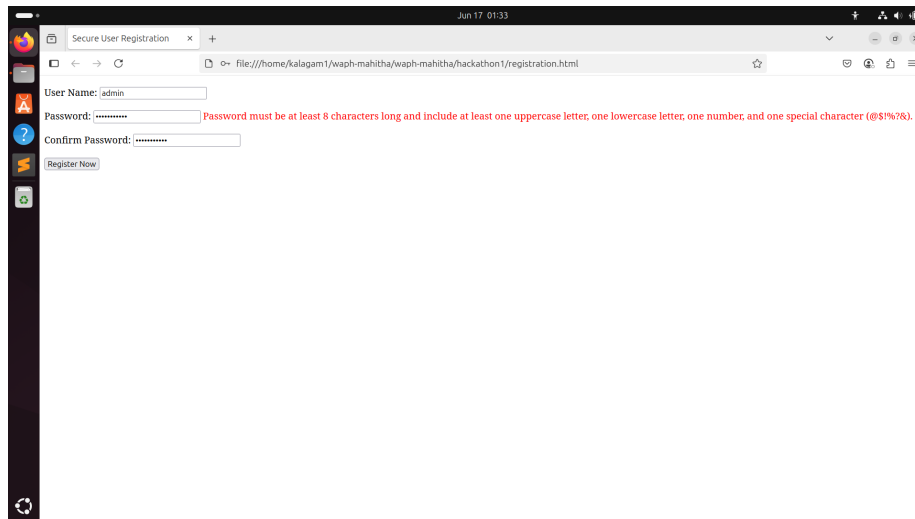 Jun 17 01:33
Secure User Registration
file:///home/kalagam1/waph-mahitha/waph-mahitha/hackathon1/registration.html
User Name: admin
Password: ••••••••••• Password must be at least 8 characters long and include at least one uppercase letter, one lowercase letter, one number, and one special character (@$!%?&).
Confirm Password: •••••••••••
Register Now